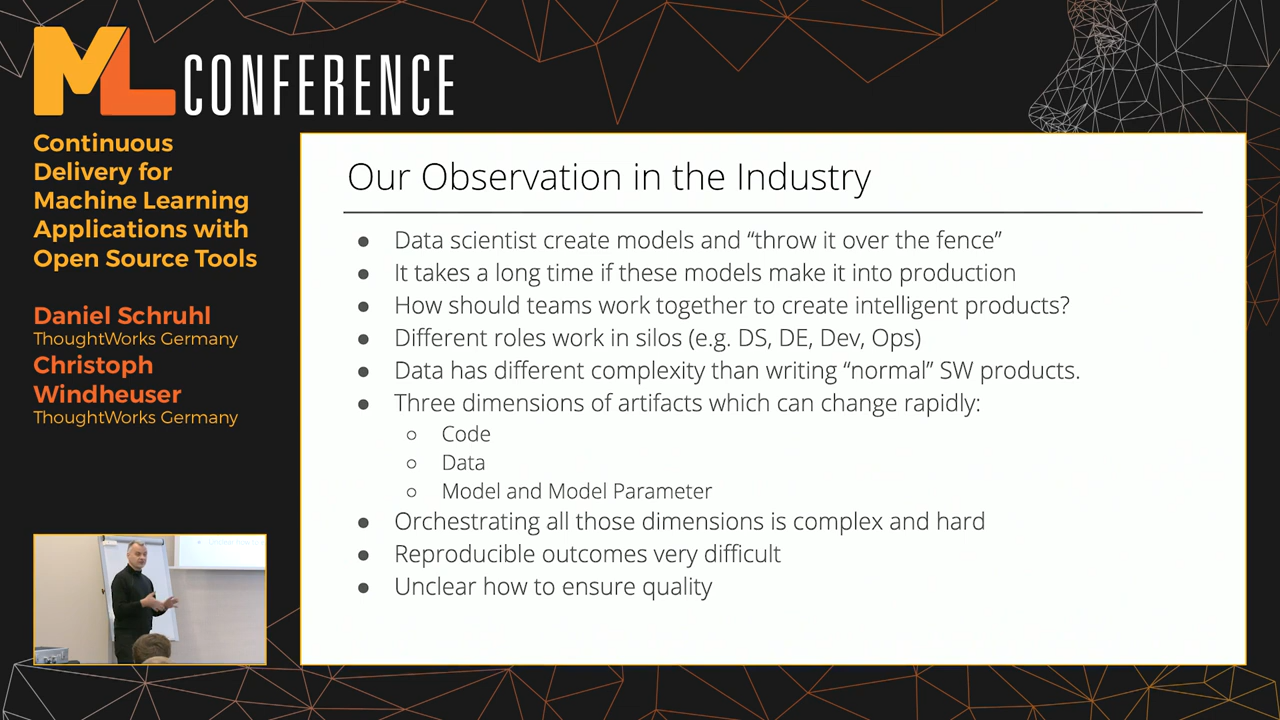 ML CONFERENCE
Continuous
Delivery for
Machine Learning
Applications with
Open Source Tools
Daniel Schruhl
ThoughtWorks Germany
Christoph
Windheuser
ThoughtWorks Germany
Our Observation in the Industry
● Data scientist create models and “throw it over the fence”
● It takes a long time if these models make it into production
● How should teams work together to create intelligent products?
● Different roles work in silos (e.g. DS, DE, Dev, Ops)
● Data has different complexity than writing “normal” SW products.
● Three dimensions of artifacts which can change rapidly:
○ Code
○ Data
○ Model and Model Parameter
● Orchestrating all those dimensions is complex and hard
● Reproducible outcomes very difficult
● Unclear how to ensure quality